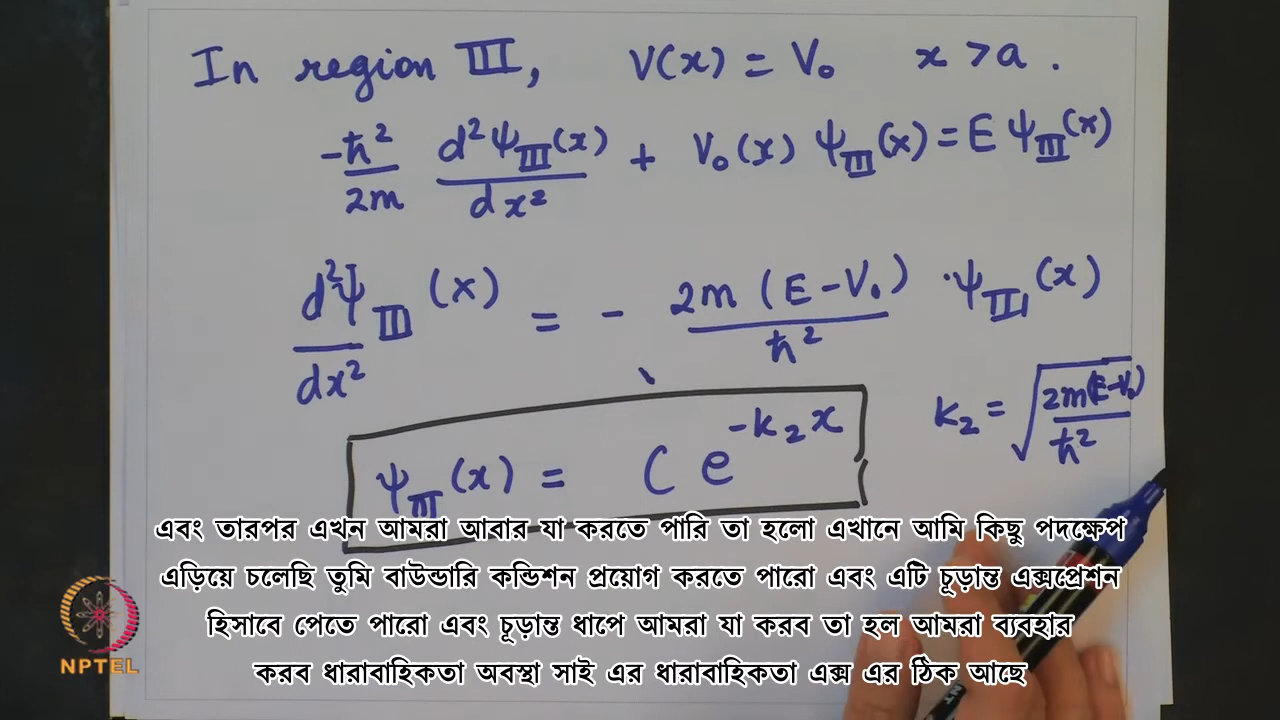 In region III, V(x) = V₀ x > a.
-ħ²/2m d²ψ_III(x)/dx² + V₀(x) ψ_III(x) = E ψ_III(x)
d²ψ_III(x)/dx² = - 2m(E-V₀)/ħ² · ψ_III(x)
k₂ = √(2m(E-V₀)/ħ²)
ψ_III(x) = C e^(-k₂x)
এবং তারপর এখন আমরা আবার যা করতে পারি তা হলো এখানে আমি কিছু পদক্ষেপ
এড়িয়ে চলেছি তুমি বাউন্ডারি কন্ডিশন প্রয়োগ করতে পারো এবং এটি চূড়ান্ত এক্সপ্রেশন
হিসাবে পেতে পারো এবং চূড়ান্ত ধাপে আমরা যা করব তা হল আমরা ব্যবহার
করব ধারাবাহিকতা অবস্থা সাই এর ধারাবাহিকতা এক্স এর ঠিক আছে
NPTEL